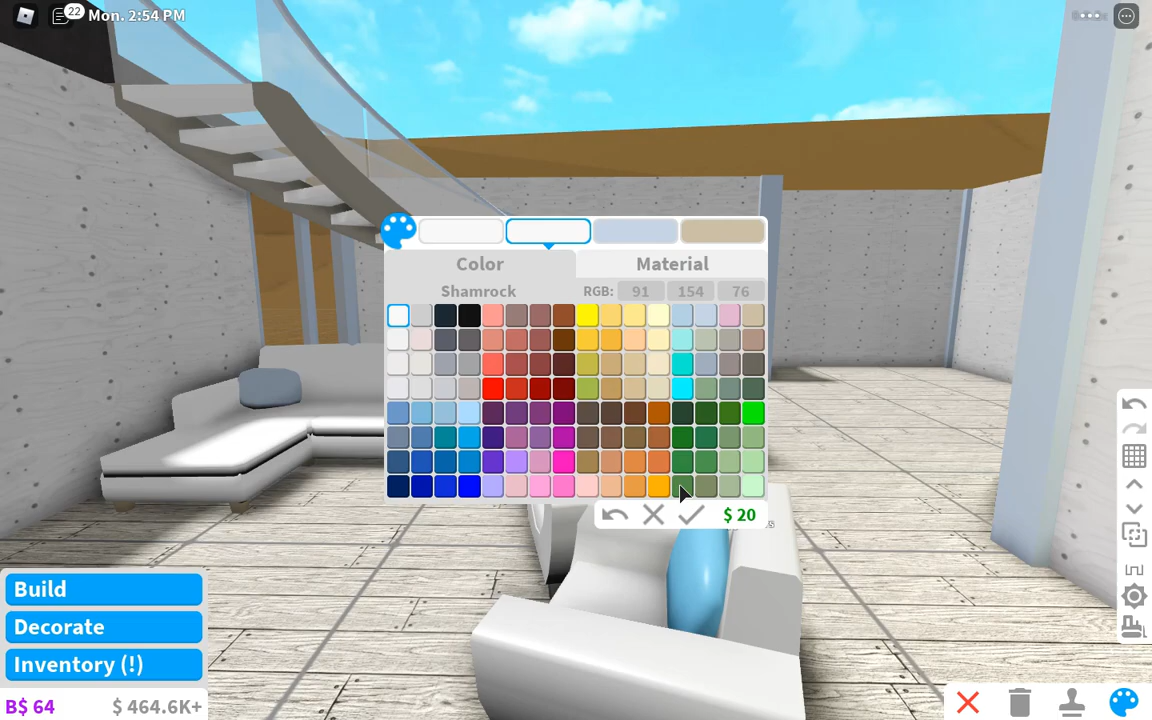 22 Mon. 2:54 PM
Color
Material
Shamrock
RGB: 91 154 76
$ 20
Build
Decorate
Inventory (!)
B$ 64 $ 464.6K+